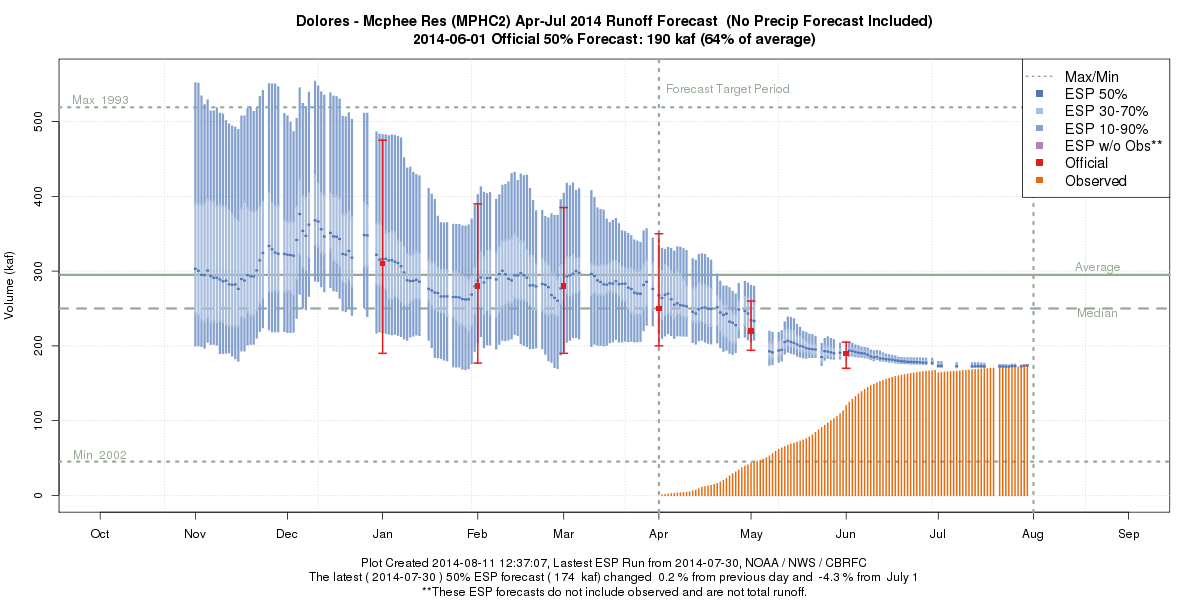 Dolores - Mcphee Res (MPHC2) Apr-Jul 2014 Runoff Forecast (No Precip Forecast Included)
2014-06-01 Official 50% Forecast: 190 kaf (64% of average)
Max 1993
Forecast Target Period
Max/Min
ESP 50%
ESP 30-70%
ESP 10-90%
ESP w/o Obs**
Official
Observed
Average
Median
Min 2002
Volume (kaf)
500
400
300
200
100
0
Oct Nov Dec Jan Feb Mar Apr May Jun Jul Aug Sep
Plot Created 2014-08-11 12:37:07, Lastest ESP Run from 2014-07-30, NOAA / NWS / CBRFC
The latest ( 2014-07-30 ) 50% ESP forecast ( 174 kaf) changed 0.2 % from previous day and -4.3 % from July 1
**These ESP forecasts do not include observed and are not total runoff.